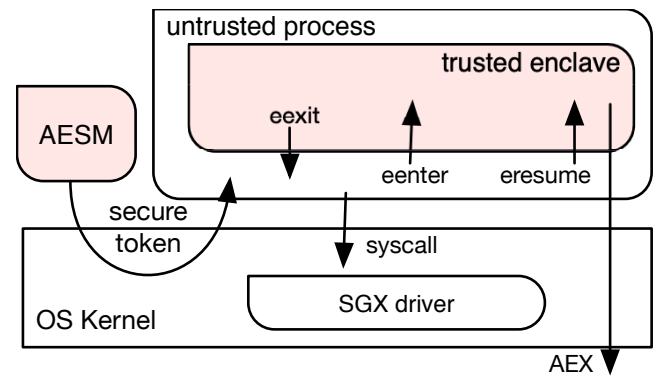 untrusted process
trusted enclave
AESM
eexit
eenter
eresume
secure
token
syscall
SGX driver
OS Kernel
AEX